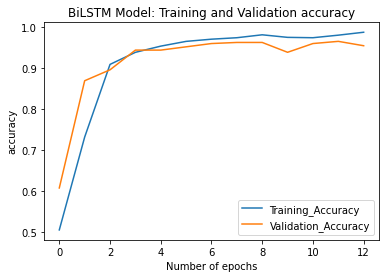 BiLSTM Model: Training and Validation accuracy
1.0
0.9
0.8
0.7
0.6
0.5
accuracy
Training_Accuracy
Validation_Accuracy
0 2 4 6 8 10 12
Number of epochs